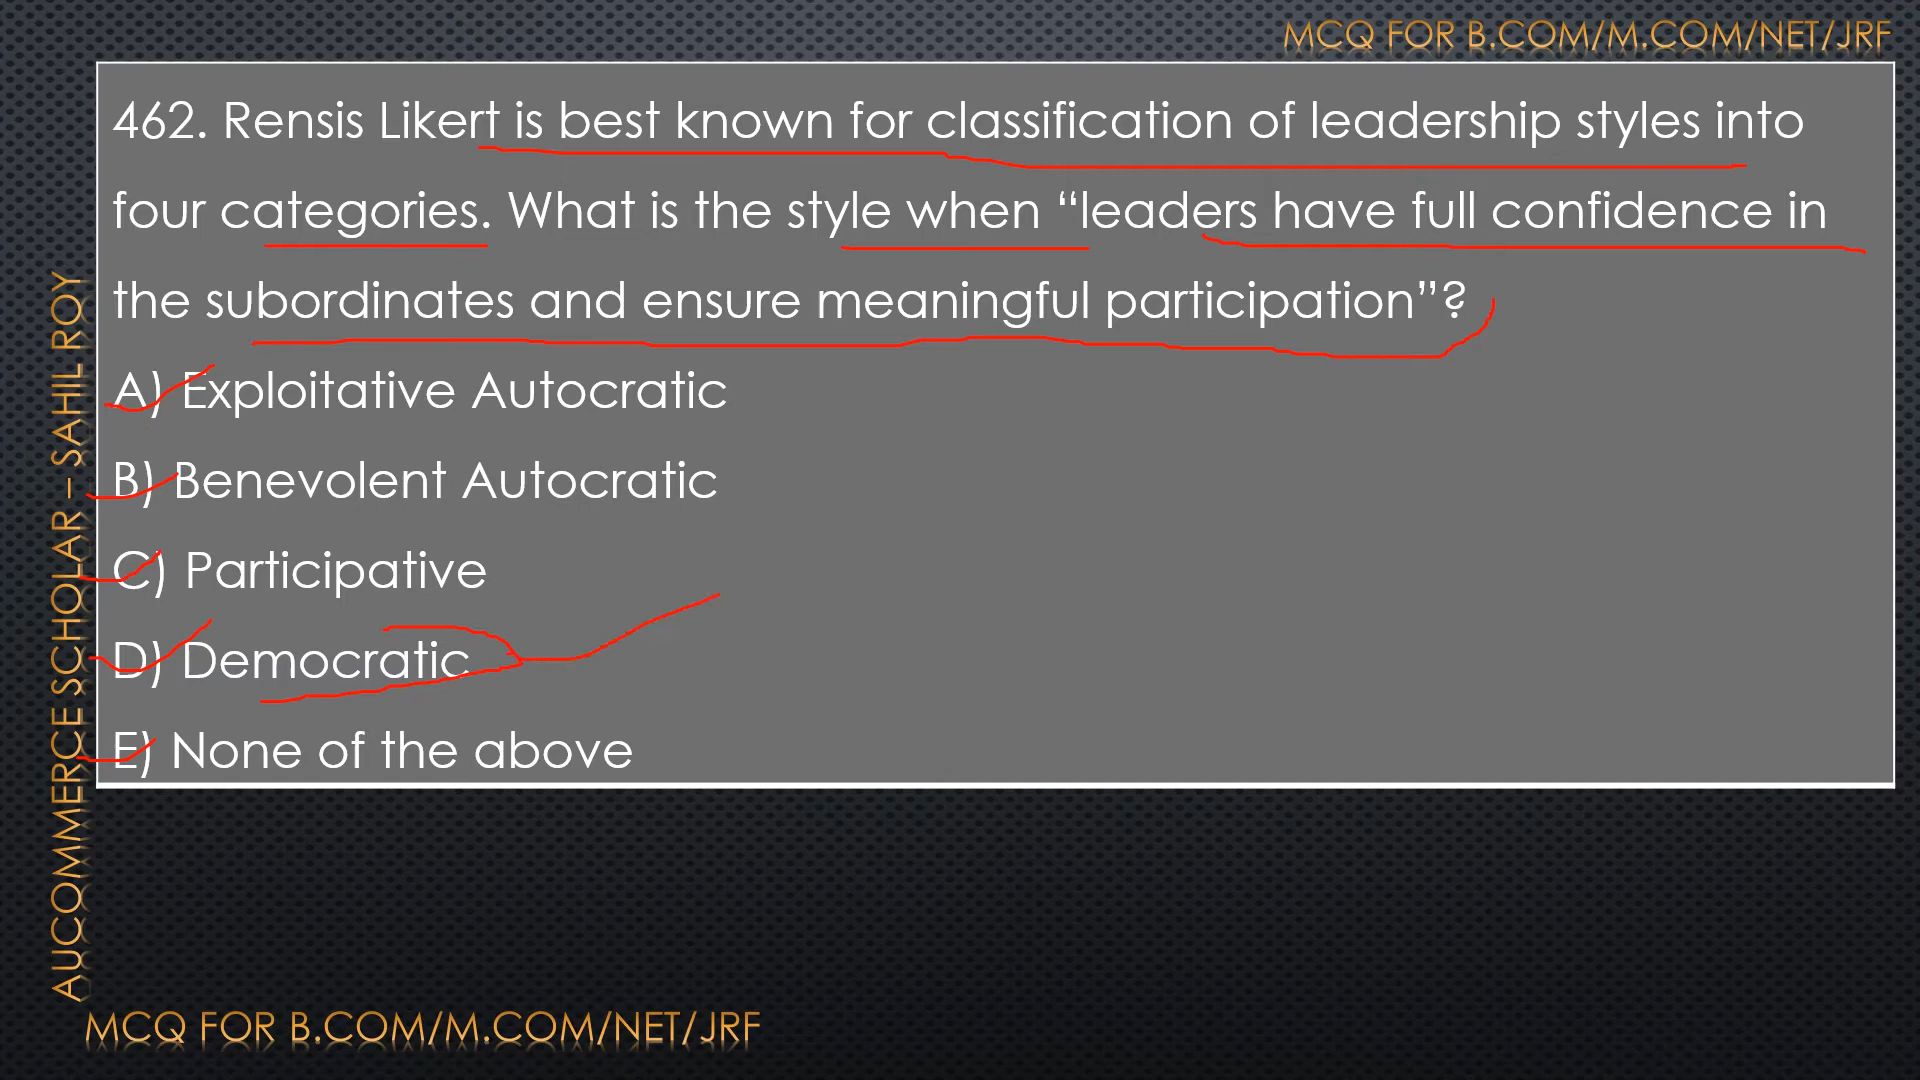 MCQ FOR B.COM/M.COM/NET/JRF
462. Rensis Likert is best known for classification of leadership styles into
four categories. What is the style when “leaders have full confidence in
the subordinates and ensure meaningful participation”?
A) Exploitative Autocratic
B) Benevolent Autocratic
C) Participative
D) Democratic
E) None of the above
AUCOMMERCE SCHOLAR – SAHIL ROY
MCQ FOR B.COM/M.COM/NET/JRF